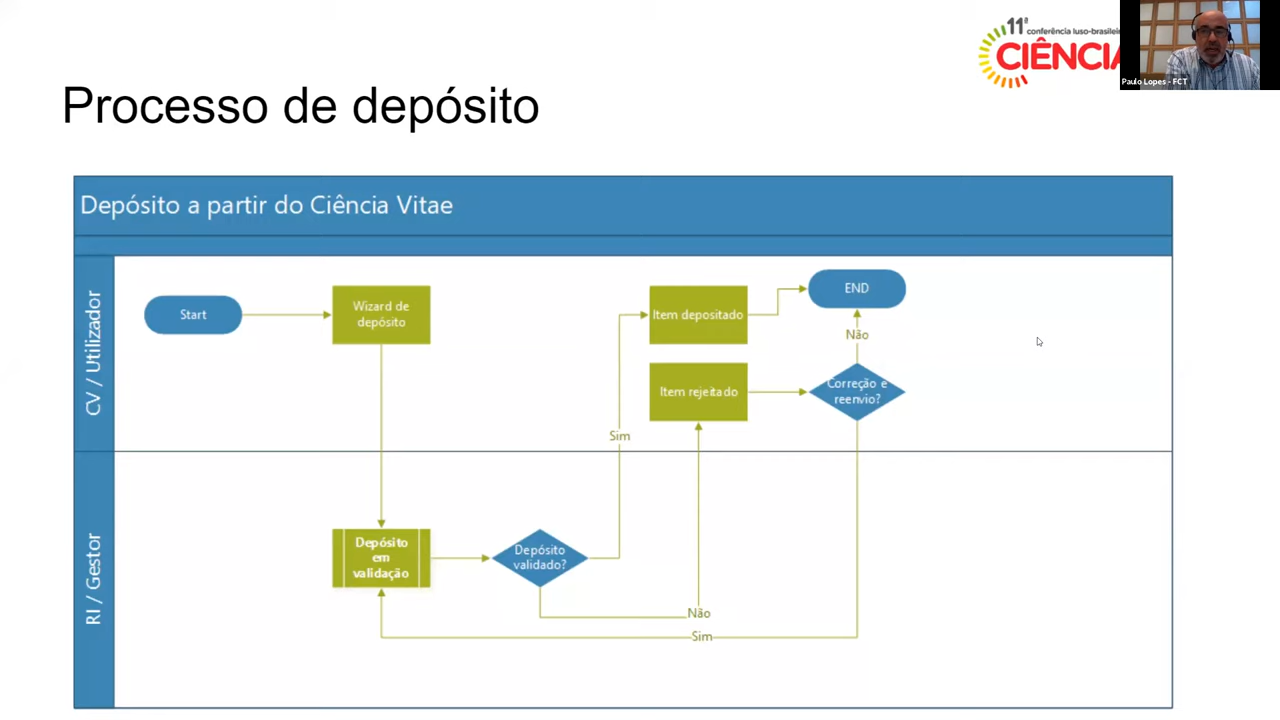 11ª
conferência luso-brasilei
CIÊNCIA
Paulo Lopes - FCT
Processo de depósito
Depósito a partir do Ciência Vitae
CV / Utilizador
Start
Wizard de
depósito
Item depositado
END
Não
Item rejeitado
Correção e
reenvio?
Sim
RI / Gestor
Depósito
em
validação
Depósito
validado?
Não
Sim